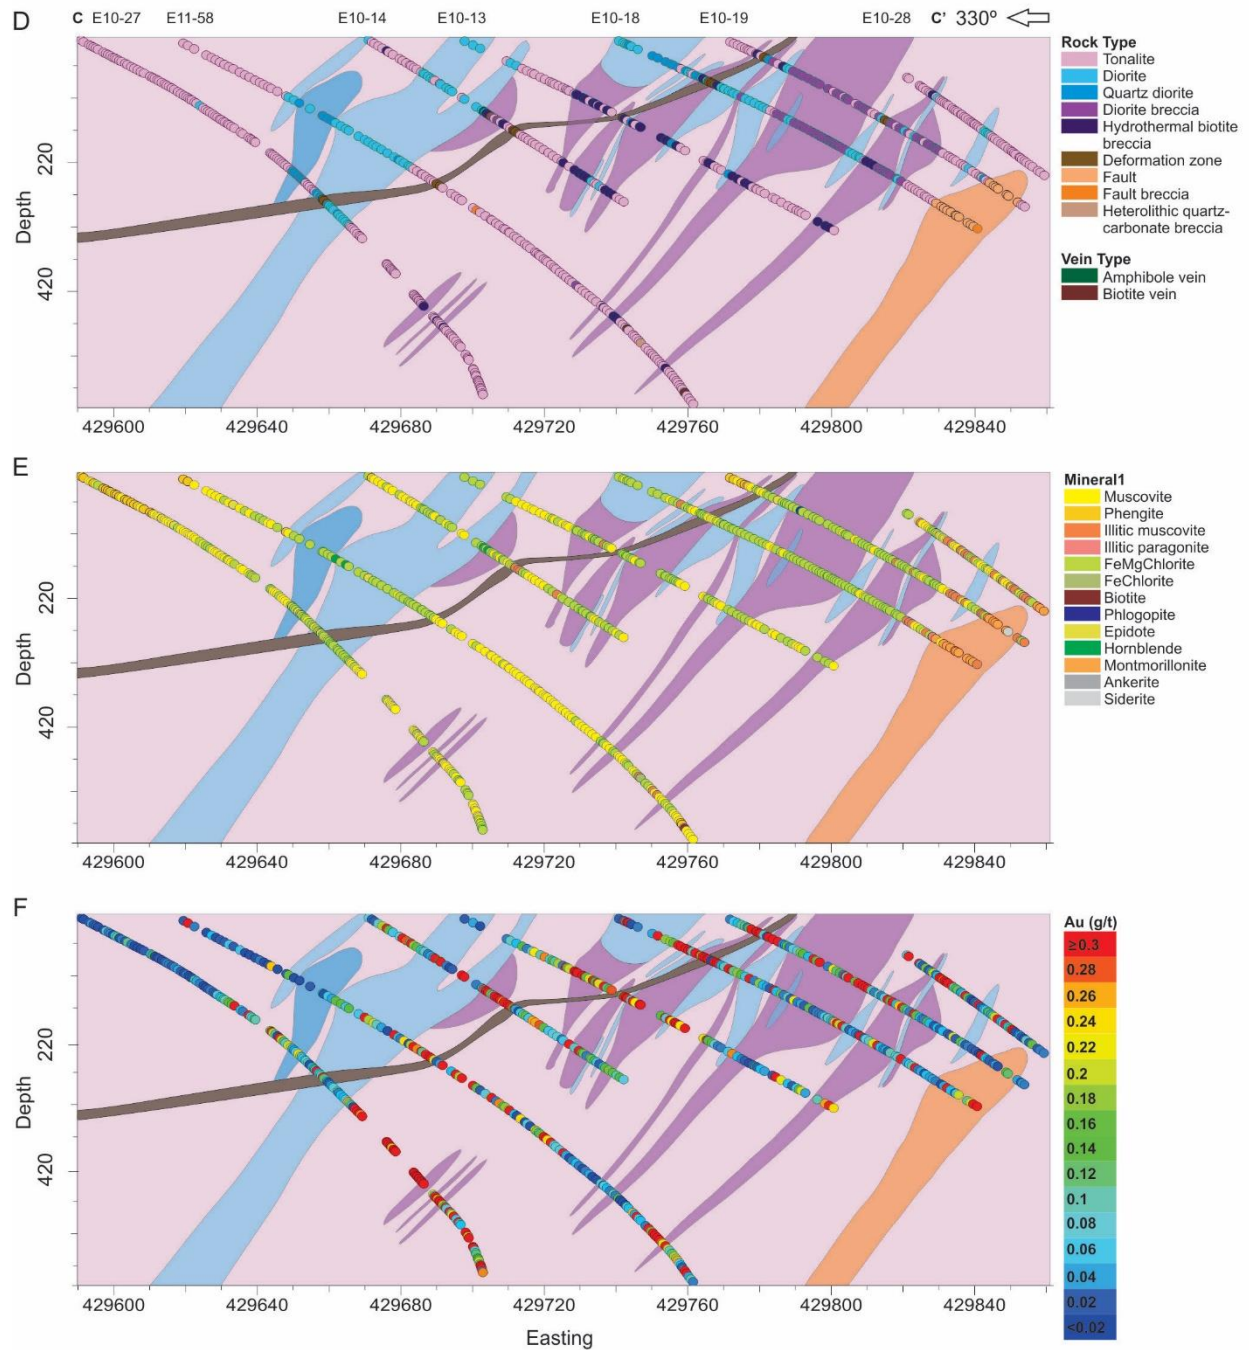 D
C E10-27 E11-58 E10-14 E10-13 E10-18 E10-19 E10-28 C' 330º
Rock Type
Tonalite
Diorite
Quartz diorite
Diorite breccia
Hydrothermal biotite
breccia
Deformation zone
Fault
Fault breccia
Heterolithic quartz-
carbonate breccia
Vein Type
Amphibole vein
Biotite vein
Depth
220
420
429600 429640 429680 429720 429760 429800 429840
E
Mineral1
Muscovite
Phengite
Illitic muscovite
Illitic paragonite
FeMgChlorite
FeChlorite
Biotite
Phlogopite
Epidote
Hornblende
Montmorillonite
Ankerite
Siderite
Depth
220
420
429600 429640 429680 429720 429760 429800 429840
F
Au (g/t)
≥0.3
0.28
0.26
0.24
0.22
0.2
0.18
0.16
0.14
0.12
0.1
0.08
0.06
0.04
0.02
<0.02
Depth
220
420
429600 429640 429680 429720 429760 429800 429840
Easting